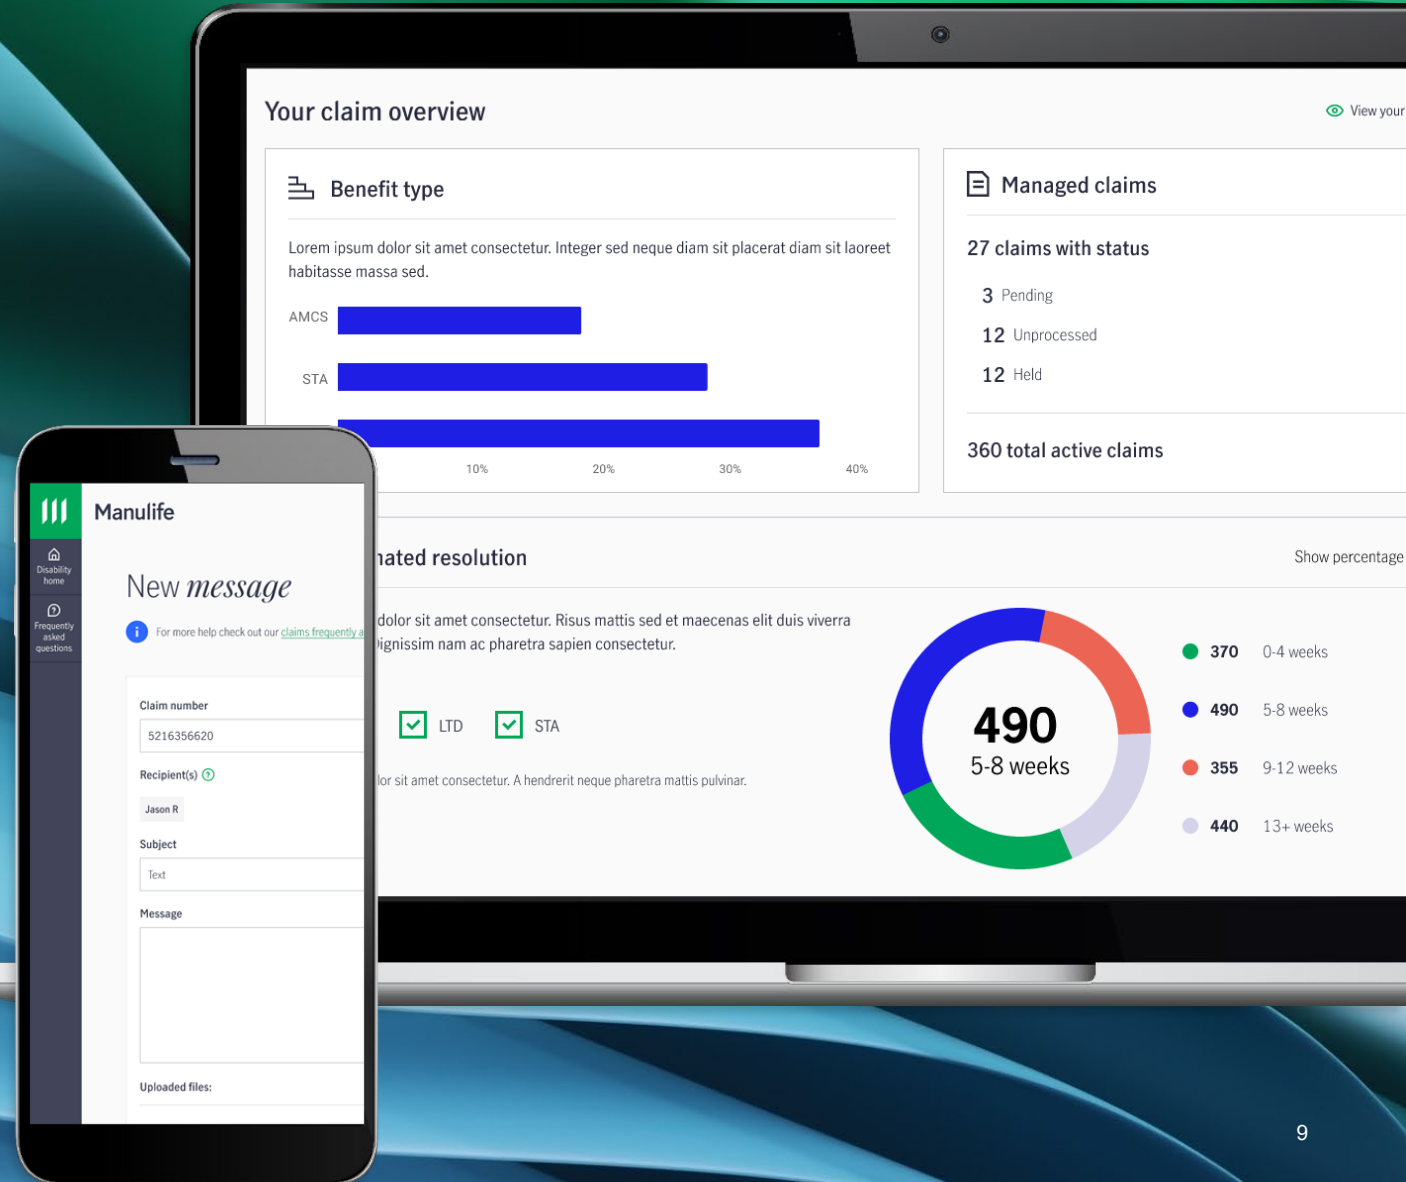 Your claim overview
View your
Benefit type
Lorem ipsum dolor sit amet consectetur. Integer sed neque diam sit placerat diam sit laoreet
habitasse massa sed.
AMCS
STA
10% 20% 30% 40%
Managed claims
27 claims with status
3 Pending
12 Unprocessed
12 Held
360 total active claims
resolution
Show percentage
dolor sit amet consectetur. Risus mattis sed et maecenas elit duis viverra
ignissim nam ac pharetra sapien consectetur.
LTD STA
sit amet consectetur. A hendrerit neque pharetra mattis pulvinar.
490
5-8 weeks
370 0-4 weeks
490 5-8 weeks
355 9-12 weeks
440 13+ weeks
Manulife
Disability
home
Frequently
asked
questions
New message
For more help check out our claims frequently a
Claim number
5216356620
Recipient(s)
Jason R
Subject
Text
Message
Uploaded files:
9